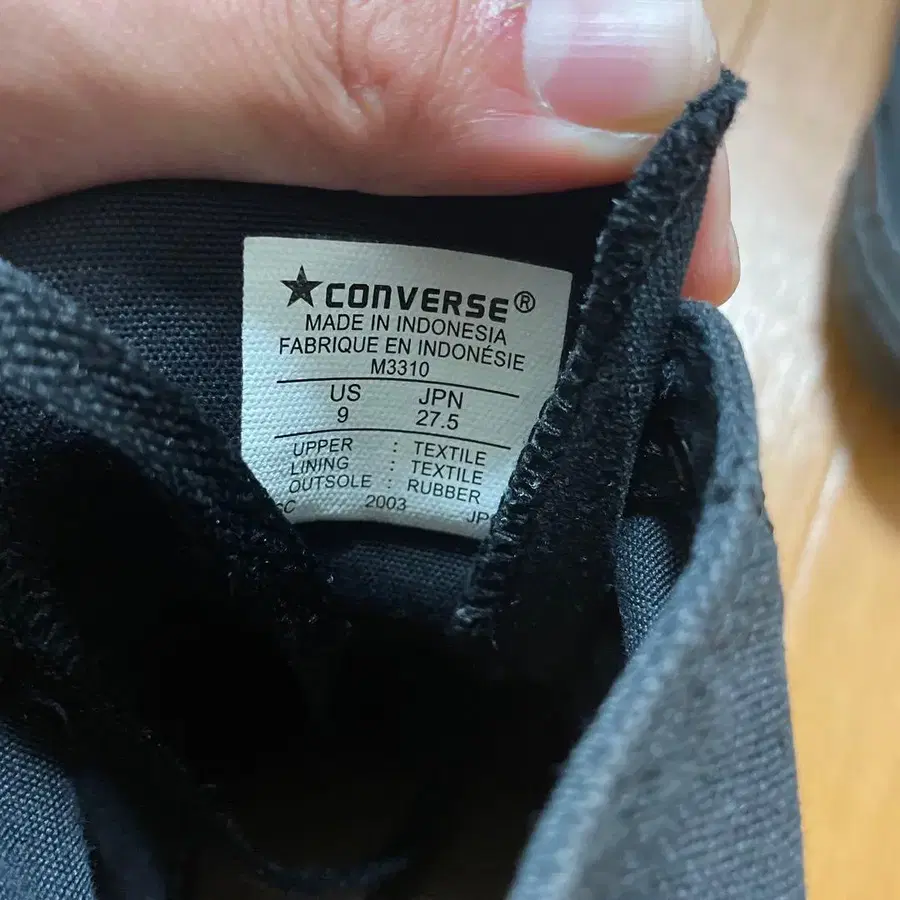 ★CONVERSE®
MADE IN INDONESIA
FABRIQUE EN INDONÉSIE
M3310
US JPN
9 27.5
UPPER : TEXTILE
LINING : TEXTILE
OUTSOLE : RUBBER
2003